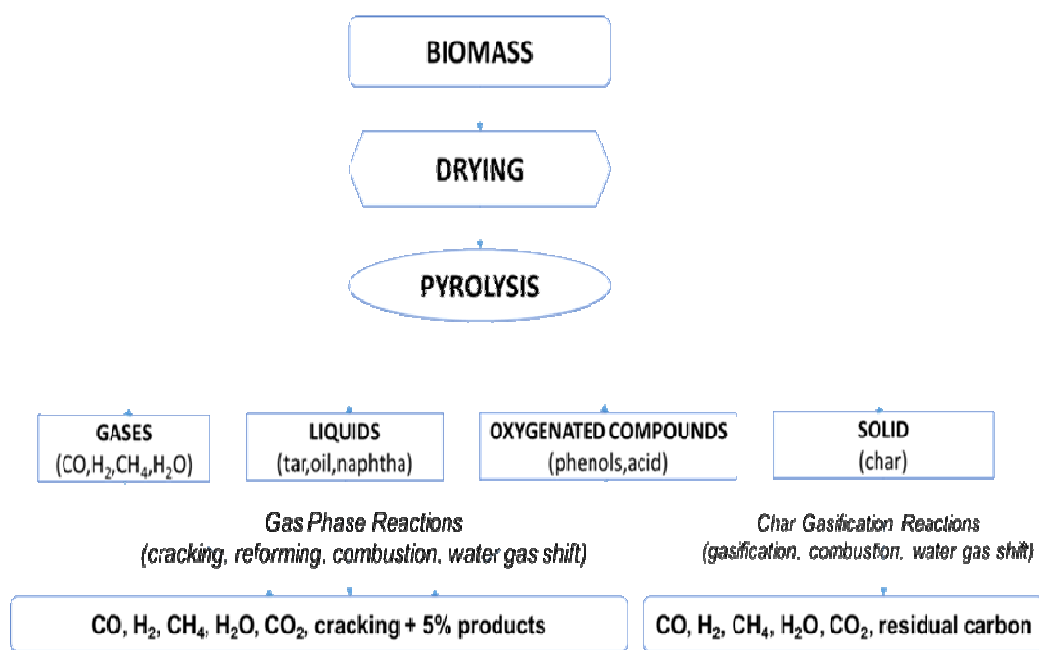 BIOMASS
DRYING
PYROLYSIS
GASES
(CO,H₂,CH₄,H₂O)
LIQUIDS
(tar,oil,naphtha)
OXYGENATED COMPOUNDS
(phenols,acid)
SOLID
(char)
Gas Phase Reactions
(cracking, reforming, combustion, water gas shift)
Char Gasification Reactions
(gasification, combustion, water gas shift)
CO, H₂, CH₄, H₂O, CO₂, cracking + 5% products
CO, H₂, CH₄, H₂O, CO₂, residual carbon